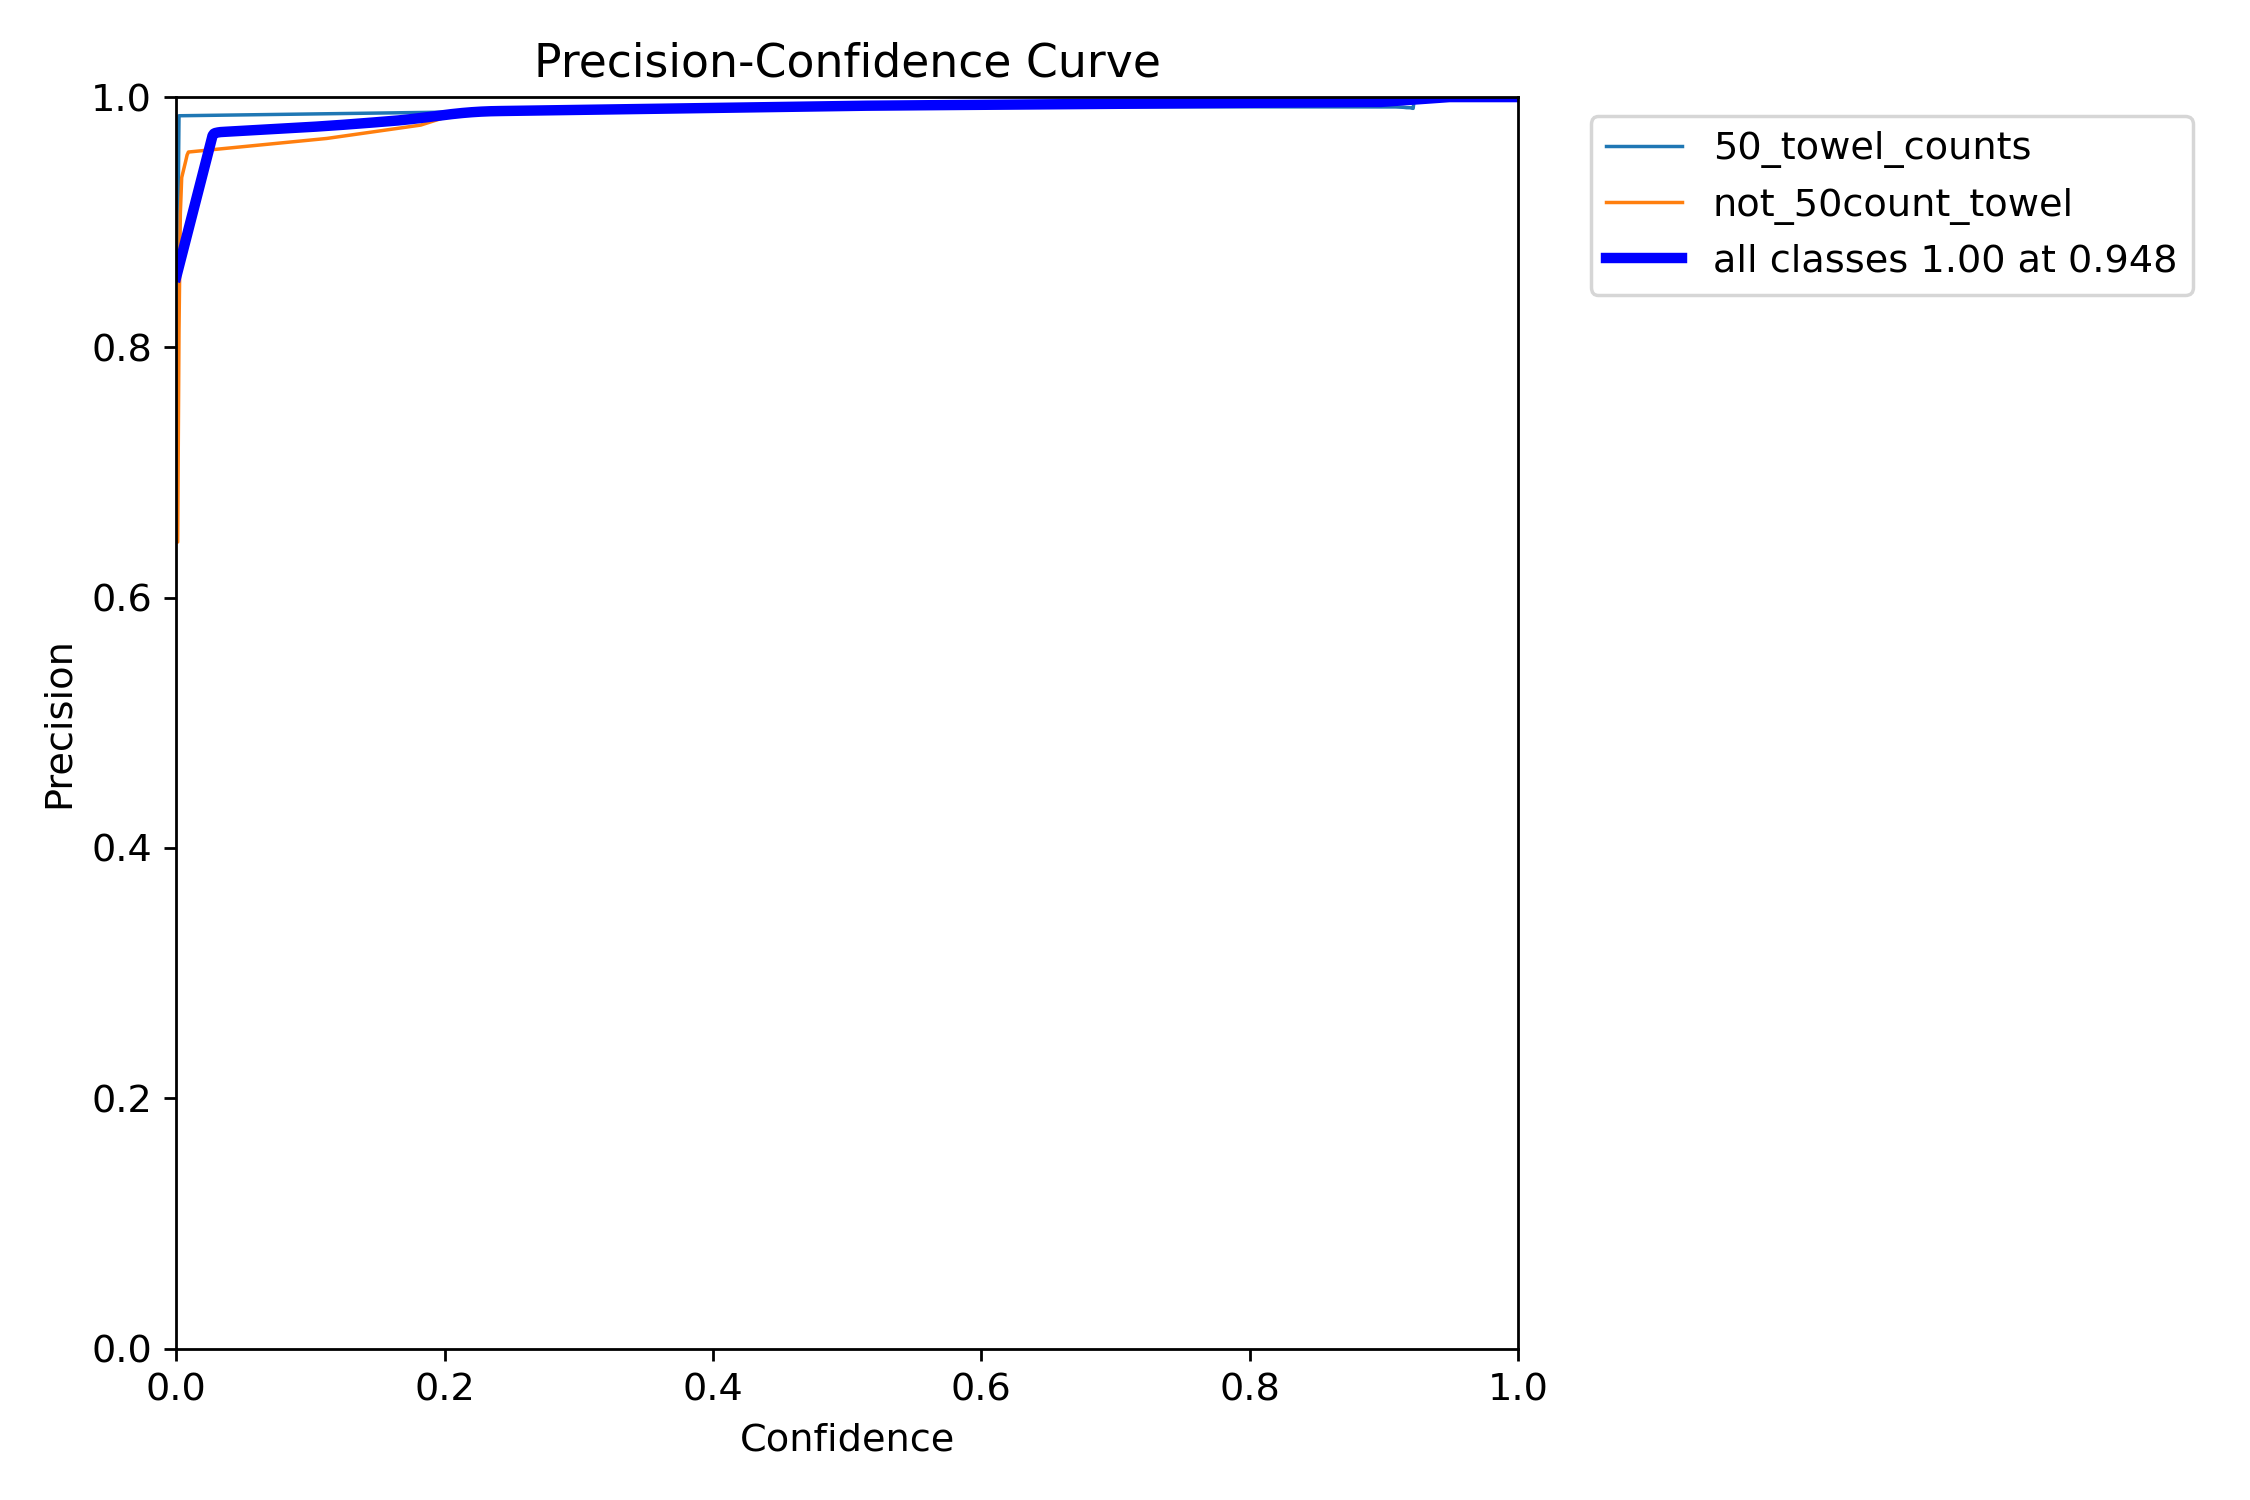 Precision-Confidence Curve
1.0
0.8
0.6
0.4
0.2
0.0
Precision
0.0 0.2 0.4 0.6 0.8 1.0
Confidence
50_towel_counts
not_50count_towel
all classes 1.00 at 0.948